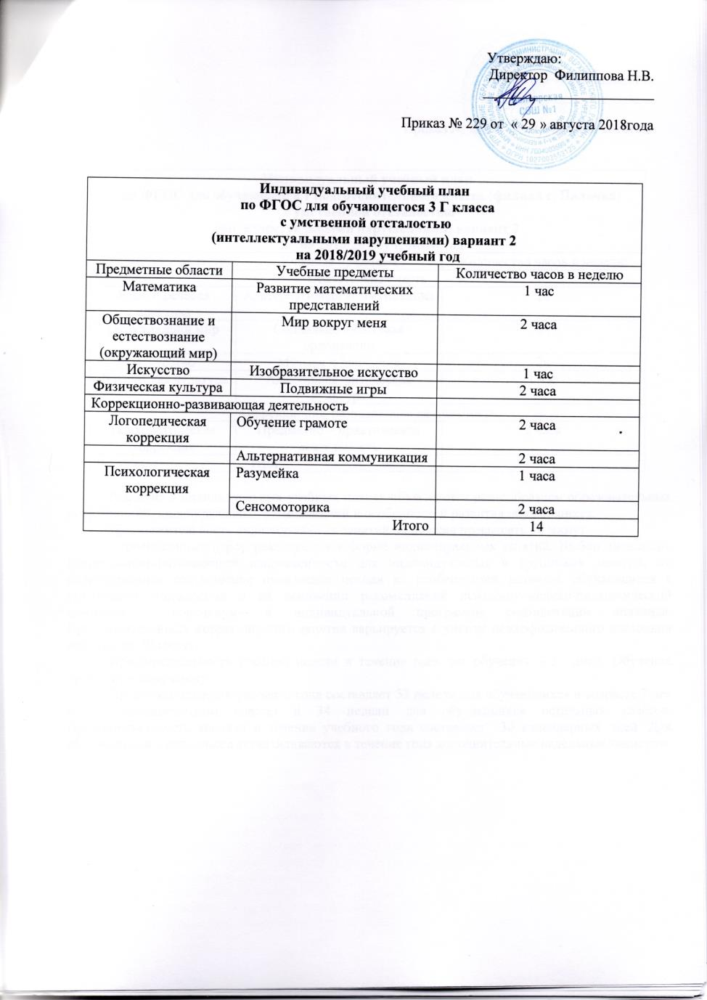 Утверждаю:
Директор Филиппова Н.В.
СОШ №1
Приказ № 229 от « 29 » августа 2018года
Индивидуальный учебный план
по ФГОС для обучающегося 3 Г класса
с умственной отсталостью
(интеллектуальными нарушениями) вариант 2
на 2018/2019 учебный год
Предметные области Учебные предметы Количество часов в неделю
Математика Развитие математических 1 час
представлений
Обществознание и Мир вокруг меня 2 часа
естествознание
(окружающий мир)
Искусство Изобразительное искусство 1 час
Физическая культура Подвижные игры 2 часа
Коррекционно-развивающая деятельность
Логопедическая Обучение грамоте 2 часа
коррекция
Альтернативная коммуникация 2 часа
Психологическая Разумейка 1 часа
коррекция
Сенсомоторика 2 часа
Итого 14